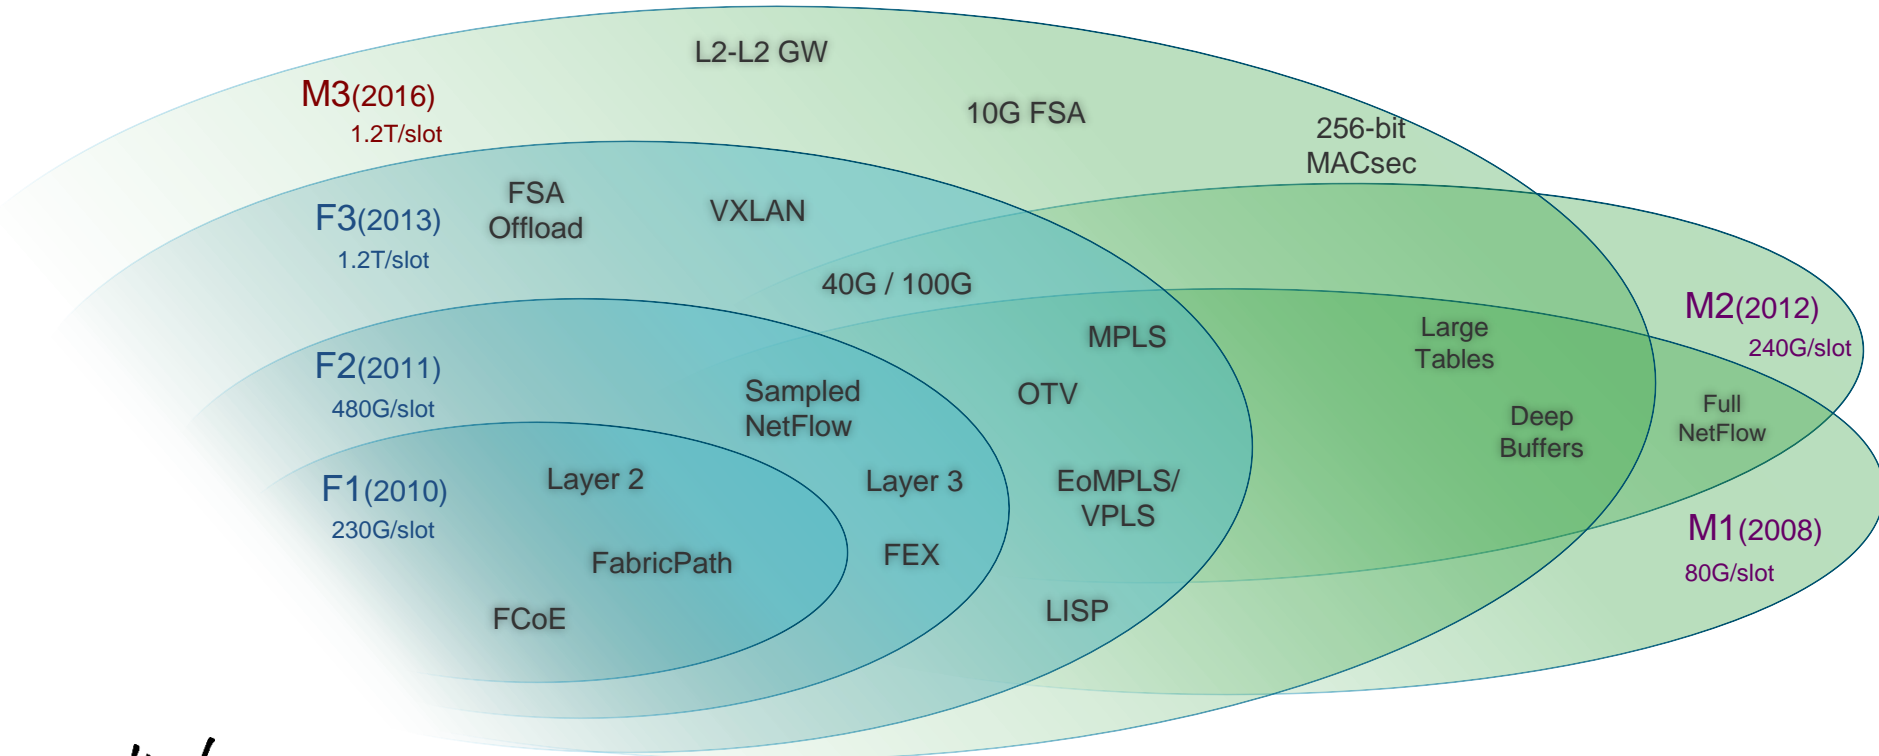 L2-L2 GW
M3(2016)
1.2T/slot
10G FSA
256-bit
MACsec
FSA
Offload
VXLAN
F3(2013)
1.2T/slot
40G / 100G
M2(2012)
240G/slot
MPLS
Large
Tables
F2(2011)
480G/slot
Sampled
NetFlow
OTV
Deep
Buffers
Full
NetFlow
F1(2010)
230G/slot
Layer 2
Layer 3
EoMPLS/
VPLS
M1(2008)
80G/slot
FabricPath
FEX
FCoE
LISP